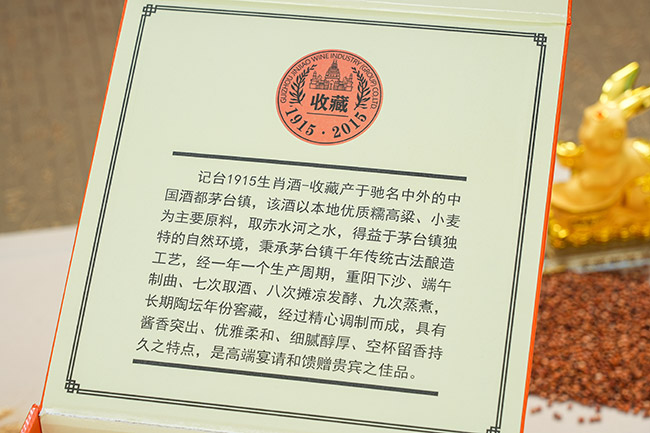 GUIZHOU JINJIAO WINE INDUSTRY (GROUP) CO.LTD
收藏
1915·2015
记台1915生肖酒-收藏产于驰名中外的中
国酒都茅台镇，该酒以本地优质糯高粱、小麦
为主要原料，取赤水河之水，得益于茅台镇独
特的自然环境，秉承茅台镇千年传统古法酿造
工艺，经一年一个生产周期，重阳下沙、端午
制曲、七次取酒、八次摊凉发酵、九次蒸煮，
长期陶坛年份窖藏，经过精心调制而成，具有
酱香突出、优雅柔和、细腻醇厚、空杯留香持
久之特点，是高端宴请和馈赠贵宾之佳品。